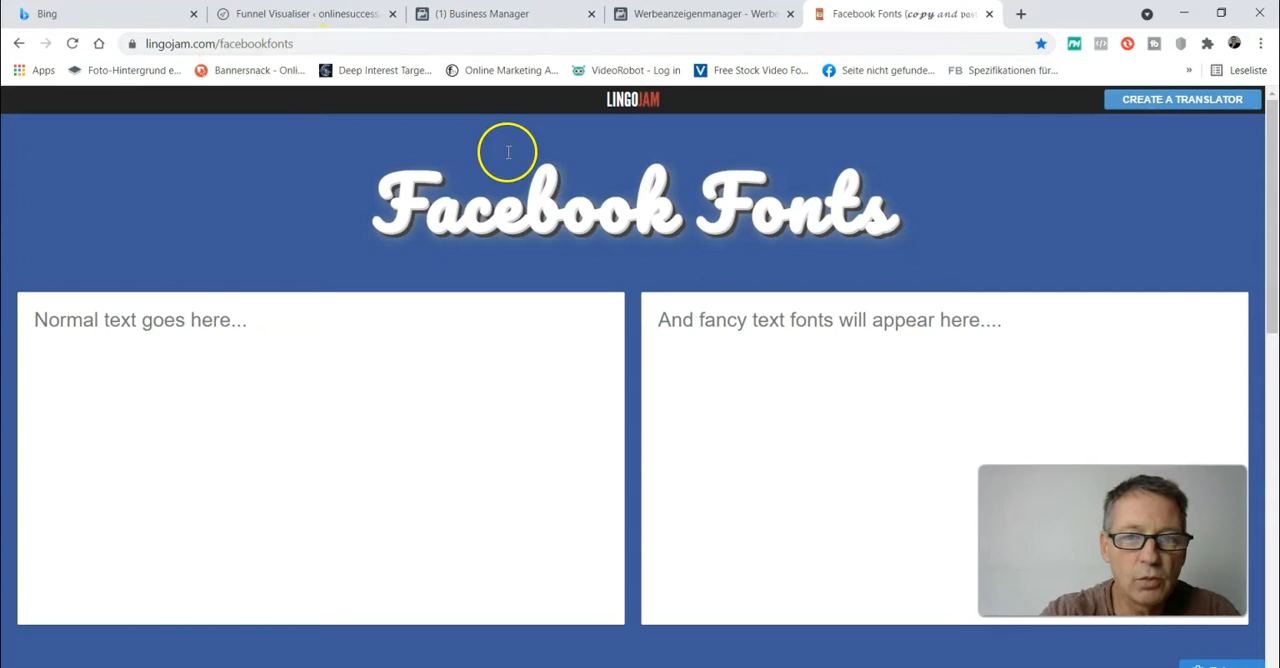 Bing
Funnel Visualiser ‹ onlinesuccess.
(1) Business Manager
Werbeanzeigenmanager - Werbe
Facebook Fonts (𝓬𝓸𝓹𝔂 𝑎𝑛𝑑
lingojam.com/facebookfonts
Apps
Foto-Hintergrund e...
Bannersnack - Onli...
Deep Interest Targe...
Online Marketing A...
VideoRobot - Log in
Free Stock Video Fo...
Seite nicht gefunde...
FB Spezifikationen für...
»
Leseliste
LINGOJAM
CREATE A TRANSLATOR
Facebook Fonts
Normal text goes here...
And fancy text fonts will appear here....